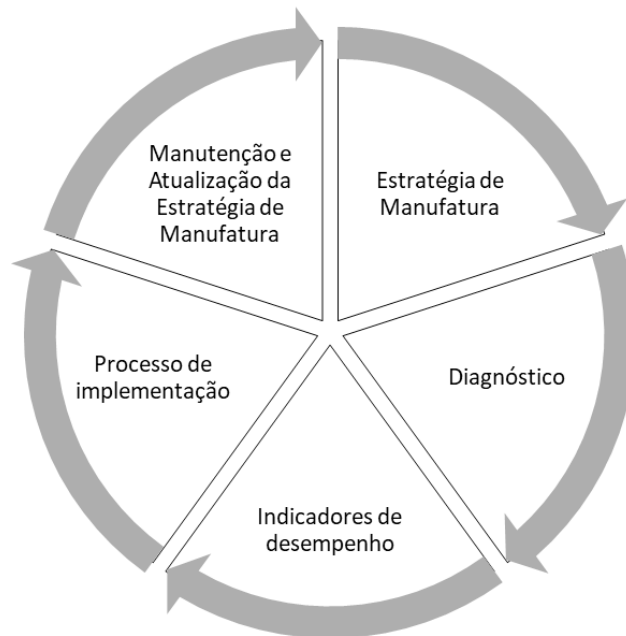 Manutenção e
Atualização da
Estratégia de
Manufatura
Estratégia de
Manufatura
Diagnóstico
Indicadores de
desempenho
Processo de
implementação